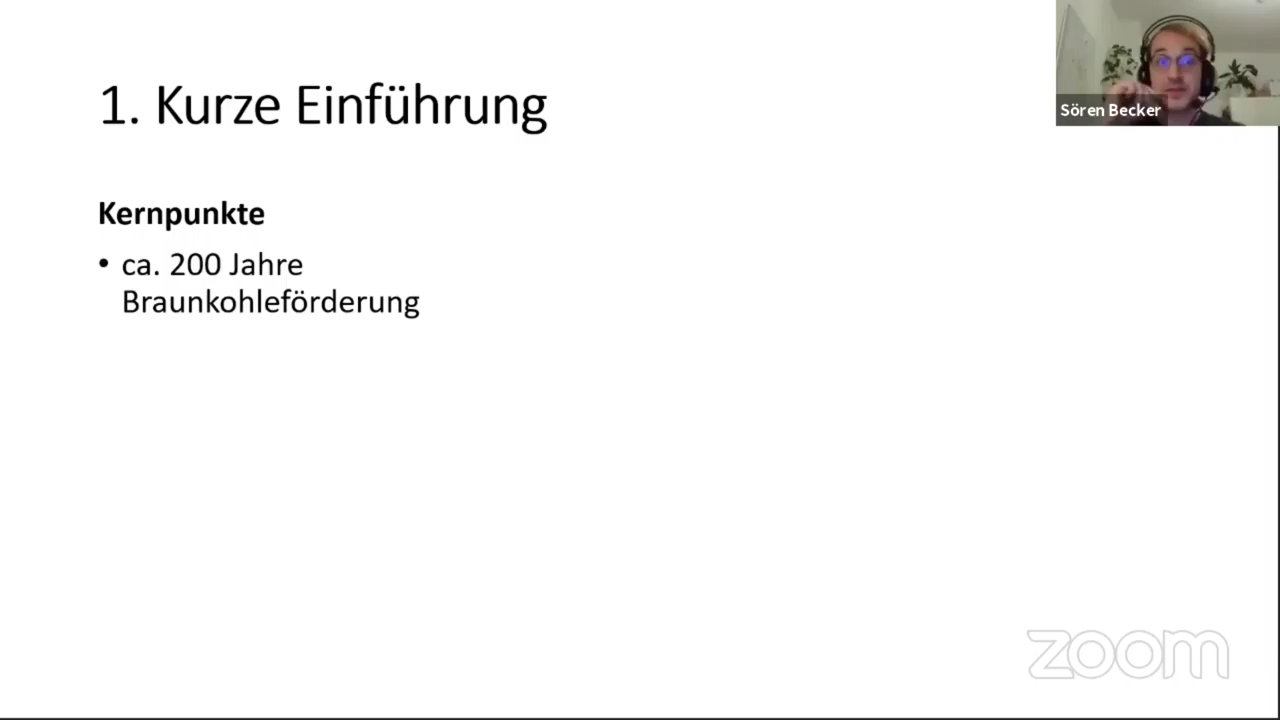 1. Kurze Einführung
Sören Becker
Kernpunkte
• ca. 200 Jahre
Braunkohleförderung
zoom